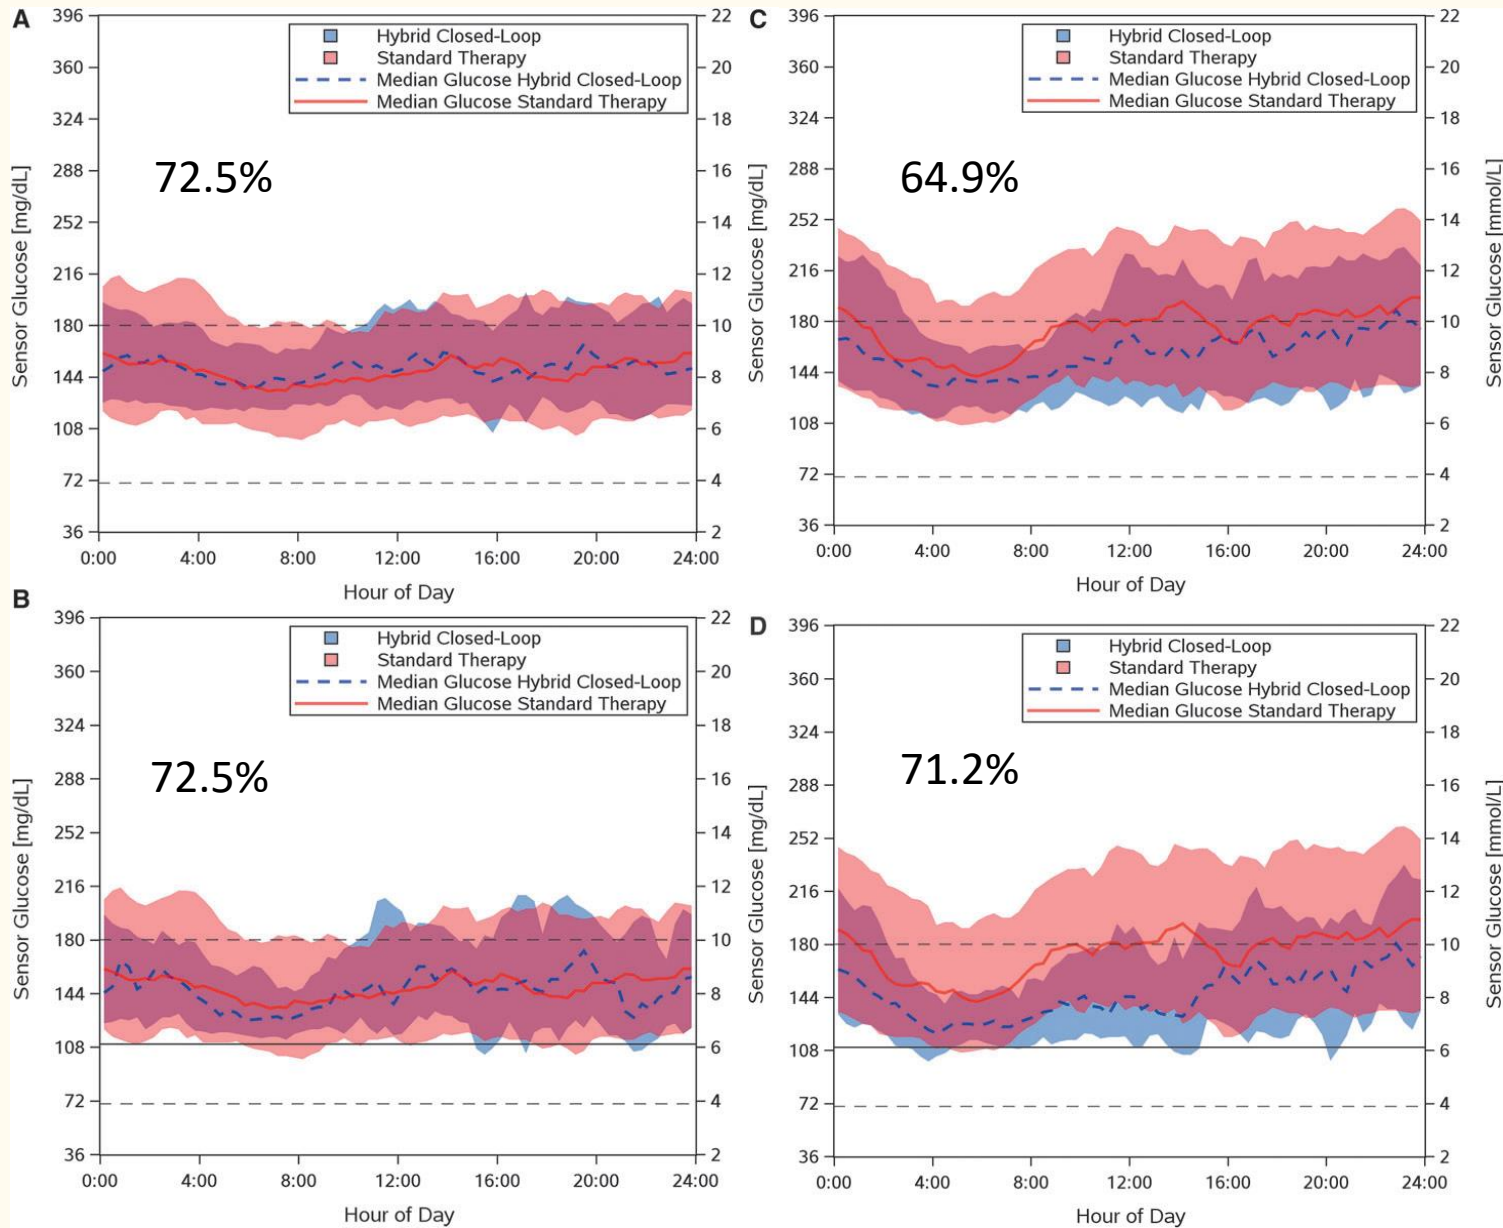 A
396
360
324
288
252
216
180
144
108
72
36
Sensor Glucose [mg/dL]
Hybrid Closed-Loop
Standard Therapy
Median Glucose Hybrid Closed-Loop
Median Glucose Standard Therapy
72.5%
22
20
18
16
14
12
10
8
6
4
2
0:00 4:00 8:00 12:00 16:00 20:00 24:00
Hour of Day
C
396
360
324
288
252
216
180
144
108
72
36
Sensor Glucose [mg/dL]
Hybrid Closed-Loop
Standard Therapy
Median Glucose Hybrid Closed-Loop
Median Glucose Standard Therapy
64.9%
22
20
18
16
14
12
10
8
6
4
2
Sensor Glucose [mmol/L]
0:00 4:00 8:00 12:00 16:00 20:00 24:00
Hour of Day
B
396
360
324
288
252
216
180
144
108
72
36
Sensor Glucose [mg/dL]
Hybrid Closed-Loop
Standard Therapy
Median Glucose Hybrid Closed-Loop
Median Glucose Standard Therapy
72.5%
22
20
18
16
14
12
10
8
6
4
2
0:00 4:00 8:00 12:00 16:00 20:00 24:00
Hour of Day
D
396
360
324
288
252
216
180
144
108
72
36
Sensor Glucose [mg/dL]
Hybrid Closed-Loop
Standard Therapy
Median Glucose Hybrid Closed-Loop
Median Glucose Standard Therapy
71.2%
22
20
18
16
14
12
10
8
6
4
2
Sensor Glucose [mmol/L]
0:00 4:00 8:00 12:00 16:00 20:00 24:00
Hour of Day